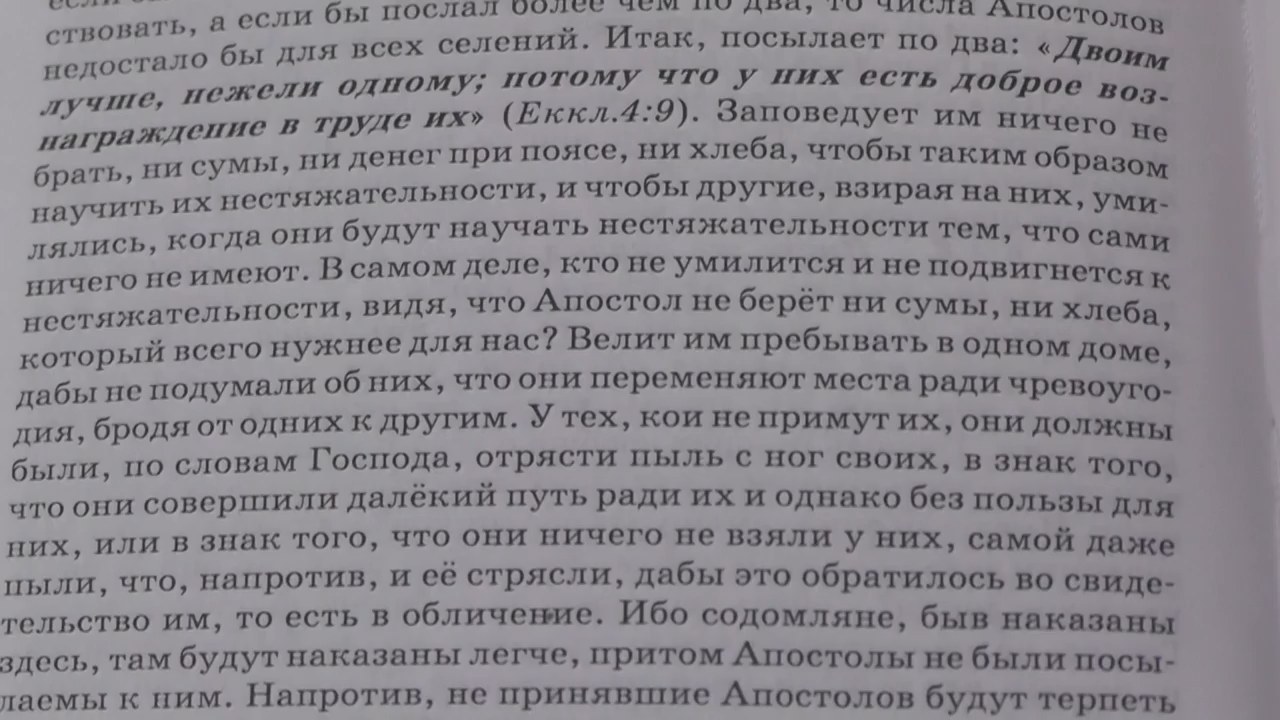 ствовать, а если бы послал более чем по два, то числа Апостолов
недостало бы для всех селений. Итак, посылает по два: «Двоим
лучше, нежели одному; потому что у них есть доброе воз-
награждение в труде их» (Еккл.4:9). Заповедует им ничего не
брать, ни сумы, ни денег при поясе, ни хлеба, чтобы таким образом
научить их нестяжательности, и чтобы другие, взирая на них, уми-
лялись, когда они будут научать нестяжательности тем, что сами
ничего не имеют. В самом деле, кто не умилится и не подвигнется к
нестяжательности, видя, что Апостол не берёт ни сумы, ни хлеба,
который всего нужнее для нас? Велит им пребывать в одном доме,
дабы не подумали об них, что они переменяют места ради чревоуго-
дия, бродя от одних к другим. У тех, кои не примут их, они должны
были, по словам Господа, отрясти пыль с ног своих, в знак того,
что они совершили далёкий путь ради их и однако без пользы для
них, или в знак того, что они ничего не взяли у них, самой даже
пыли, что, напротив, и её стрясли, дабы это обратилось во свиде-
тельство им, то есть в обличение. Ибо содомляне, быв наказаны
здесь, там будут наказаны легче, притом Апостолы не были посы-
лаемы к ним. Напротив, не принявшие Апостолов будут терпеть